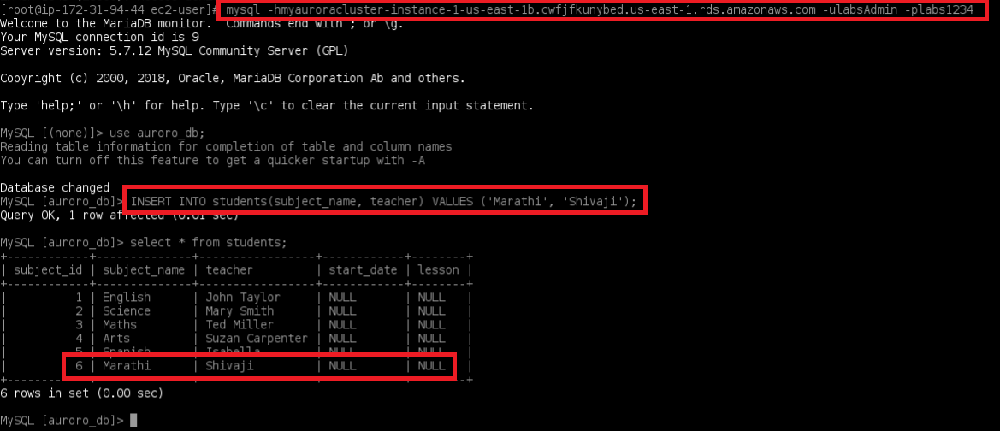 [root@ip-172-31-94-44 ec2-user]# mysql -hmyauroracluster-instance-1-us-east-1b.cwfjfkunybed.us-east-1.rds.amazonaws.com -ulabsAdmin -plabs1234
Welcome to the MariaDB monitor.  Commands end with ; or \g.
Your MySQL connection id is 9
Server version: 5.7.12 MySQL Community Server (GPL)
Copyright (c) 2000, 2018, Oracle, MariaDB Corporation Ab and others.
Type 'help;' or '\h' for help. Type '\c' to clear the current input statement.
MySQL [(none)]> use auroro_db;
Reading table information for completion of table and column names
You can turn off this feature to get a quicker startup with -A
Database changed
MySQL [auroro_db]> INSERT INTO students(subject_name, teacher) VALUES ('Marathi', 'Shivaji');
Query OK, 1 row affected (0.01 sec)
MySQL [auroro_db]> select * from students;
+------------+--------------+-----------------+------------+--------+
| subject_id | subject_name | teacher         | start_date | lesson |
+------------+--------------+-----------------+------------+--------+
|          1 | English      | John Taylor     | NULL       | NULL   |
|          2 | Science      | Mary Smith      | NULL       | NULL   |
|          3 | Maths        | Ted Miller      | NULL       | NULL   |
|          4 | Arts         | Suzan Carpenter | NULL       | NULL   |
|          5 | Spanish      | Isabella        | NULL       | NULL   |
|          6 | Marathi      | Shivaji         | NULL       | NULL   |
+------------+--------------+-----------------+------------+--------+
6 rows in set (0.00 sec)
MySQL [auroro_db]>